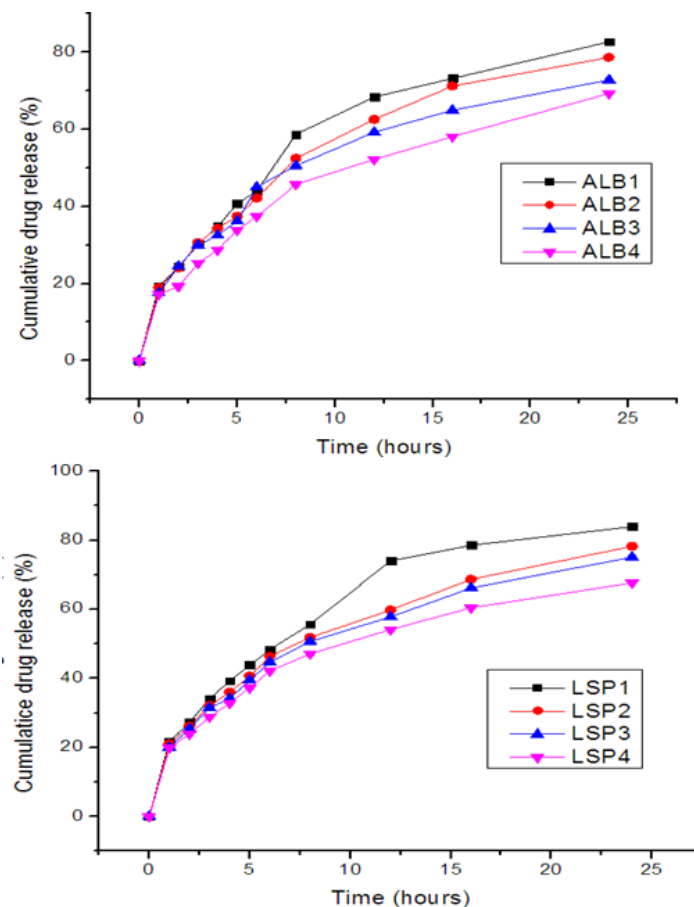 80
60
40
20
0
Cumulative drug release (%)
ALB1
ALB2
ALB3
ALB4
0 5 10 15 20 25
Time (hours)
100
80
60
40
20
0
Cumulatice drug release (%)
LSP1
LSP2
LSP3
LSP4
0 5 10 15 20 25
Time (hours)